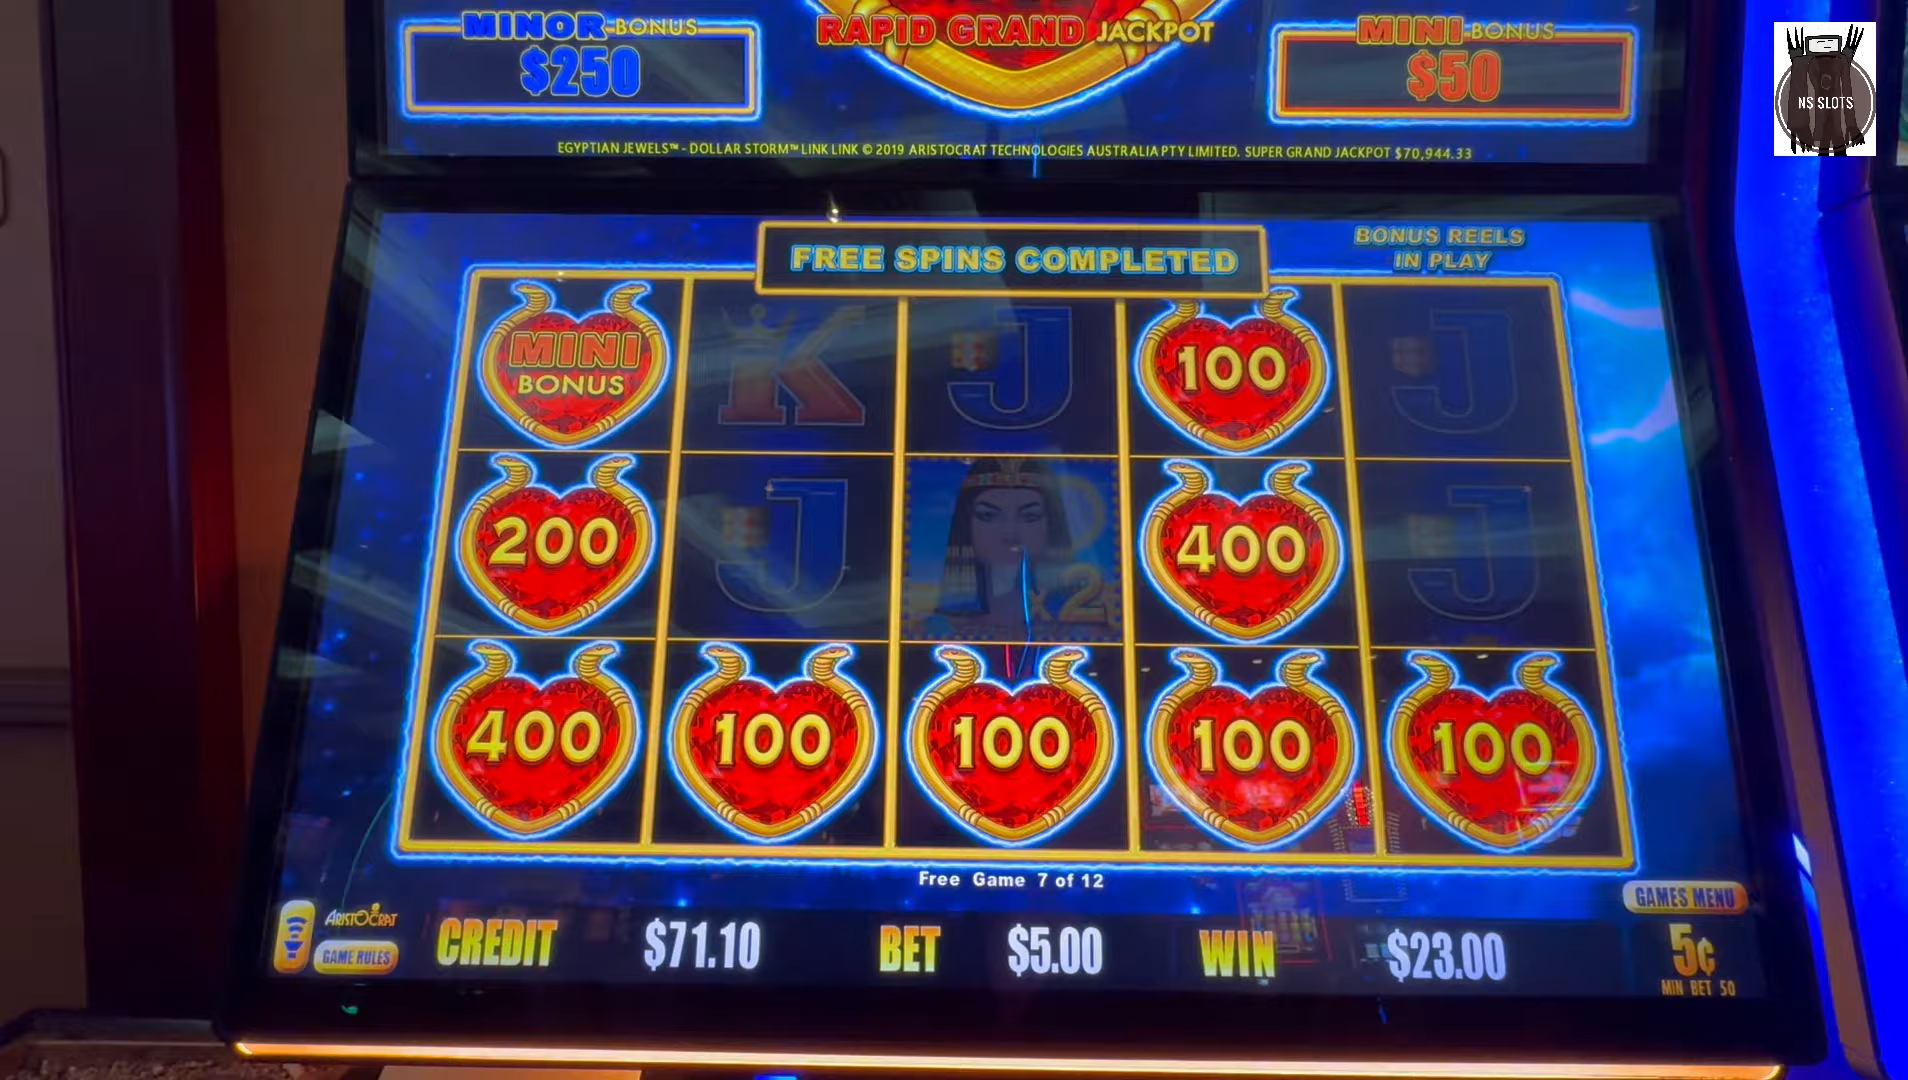 MINOR BONUS
$250
RAPID GRAND JACKPOT
MINI BONUS
$50
NS SLOTS
EGYPTIAN JEWELS™ - DOLLAR STORM™ LINK LINK © 2019 ARISTOCRAT TECHNOLOGIES AUSTRALIA PTY LIMITED. SUPER GRAND JACKPOT $70,944.33
FREE SPINS COMPLETED
BONUS REELS
IN PLAY
MINI
BONUS
K
J
100
J
200
J
x2
400
J
400
100
100
100
100
Free Game 7 of 12
GAMES MENU
ARISTOCRAT
GAME RULES
CREDIT $71.10 BET $5.00 WIN $23.00
5¢
MIN BET 50